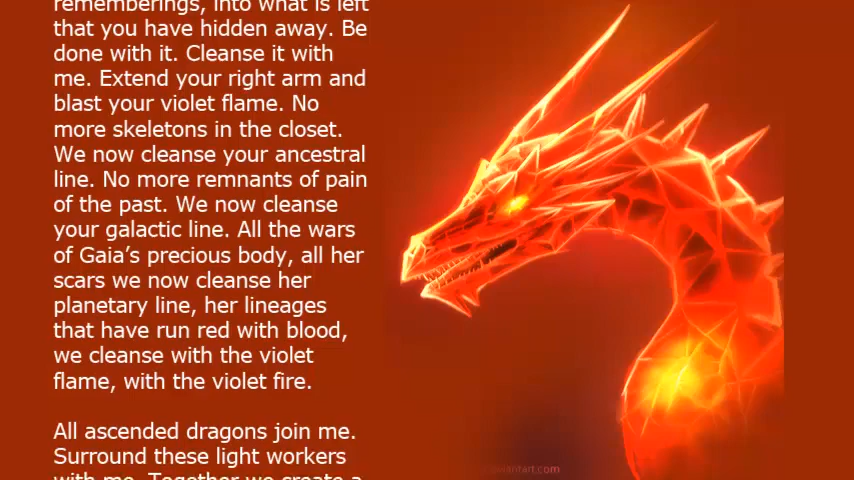 rememberings, into what is left
that you have hidden away. Be
done with it. Cleanse it with
me. Extend your right arm and
blast your violet flame. No
more skeletons in the closet.
We now cleanse your ancestral
line. No more remnants of pain
of the past. We now cleanse
your galactic line. All the wars
of Gaia’s precious body, all her
scars we now cleanse her
planetary line, her lineages
that have run red with blood,
we cleanse with the violet
flame, with the violet fire.
All ascended dragons join me.
Surround these light workers
with me. Together we create a